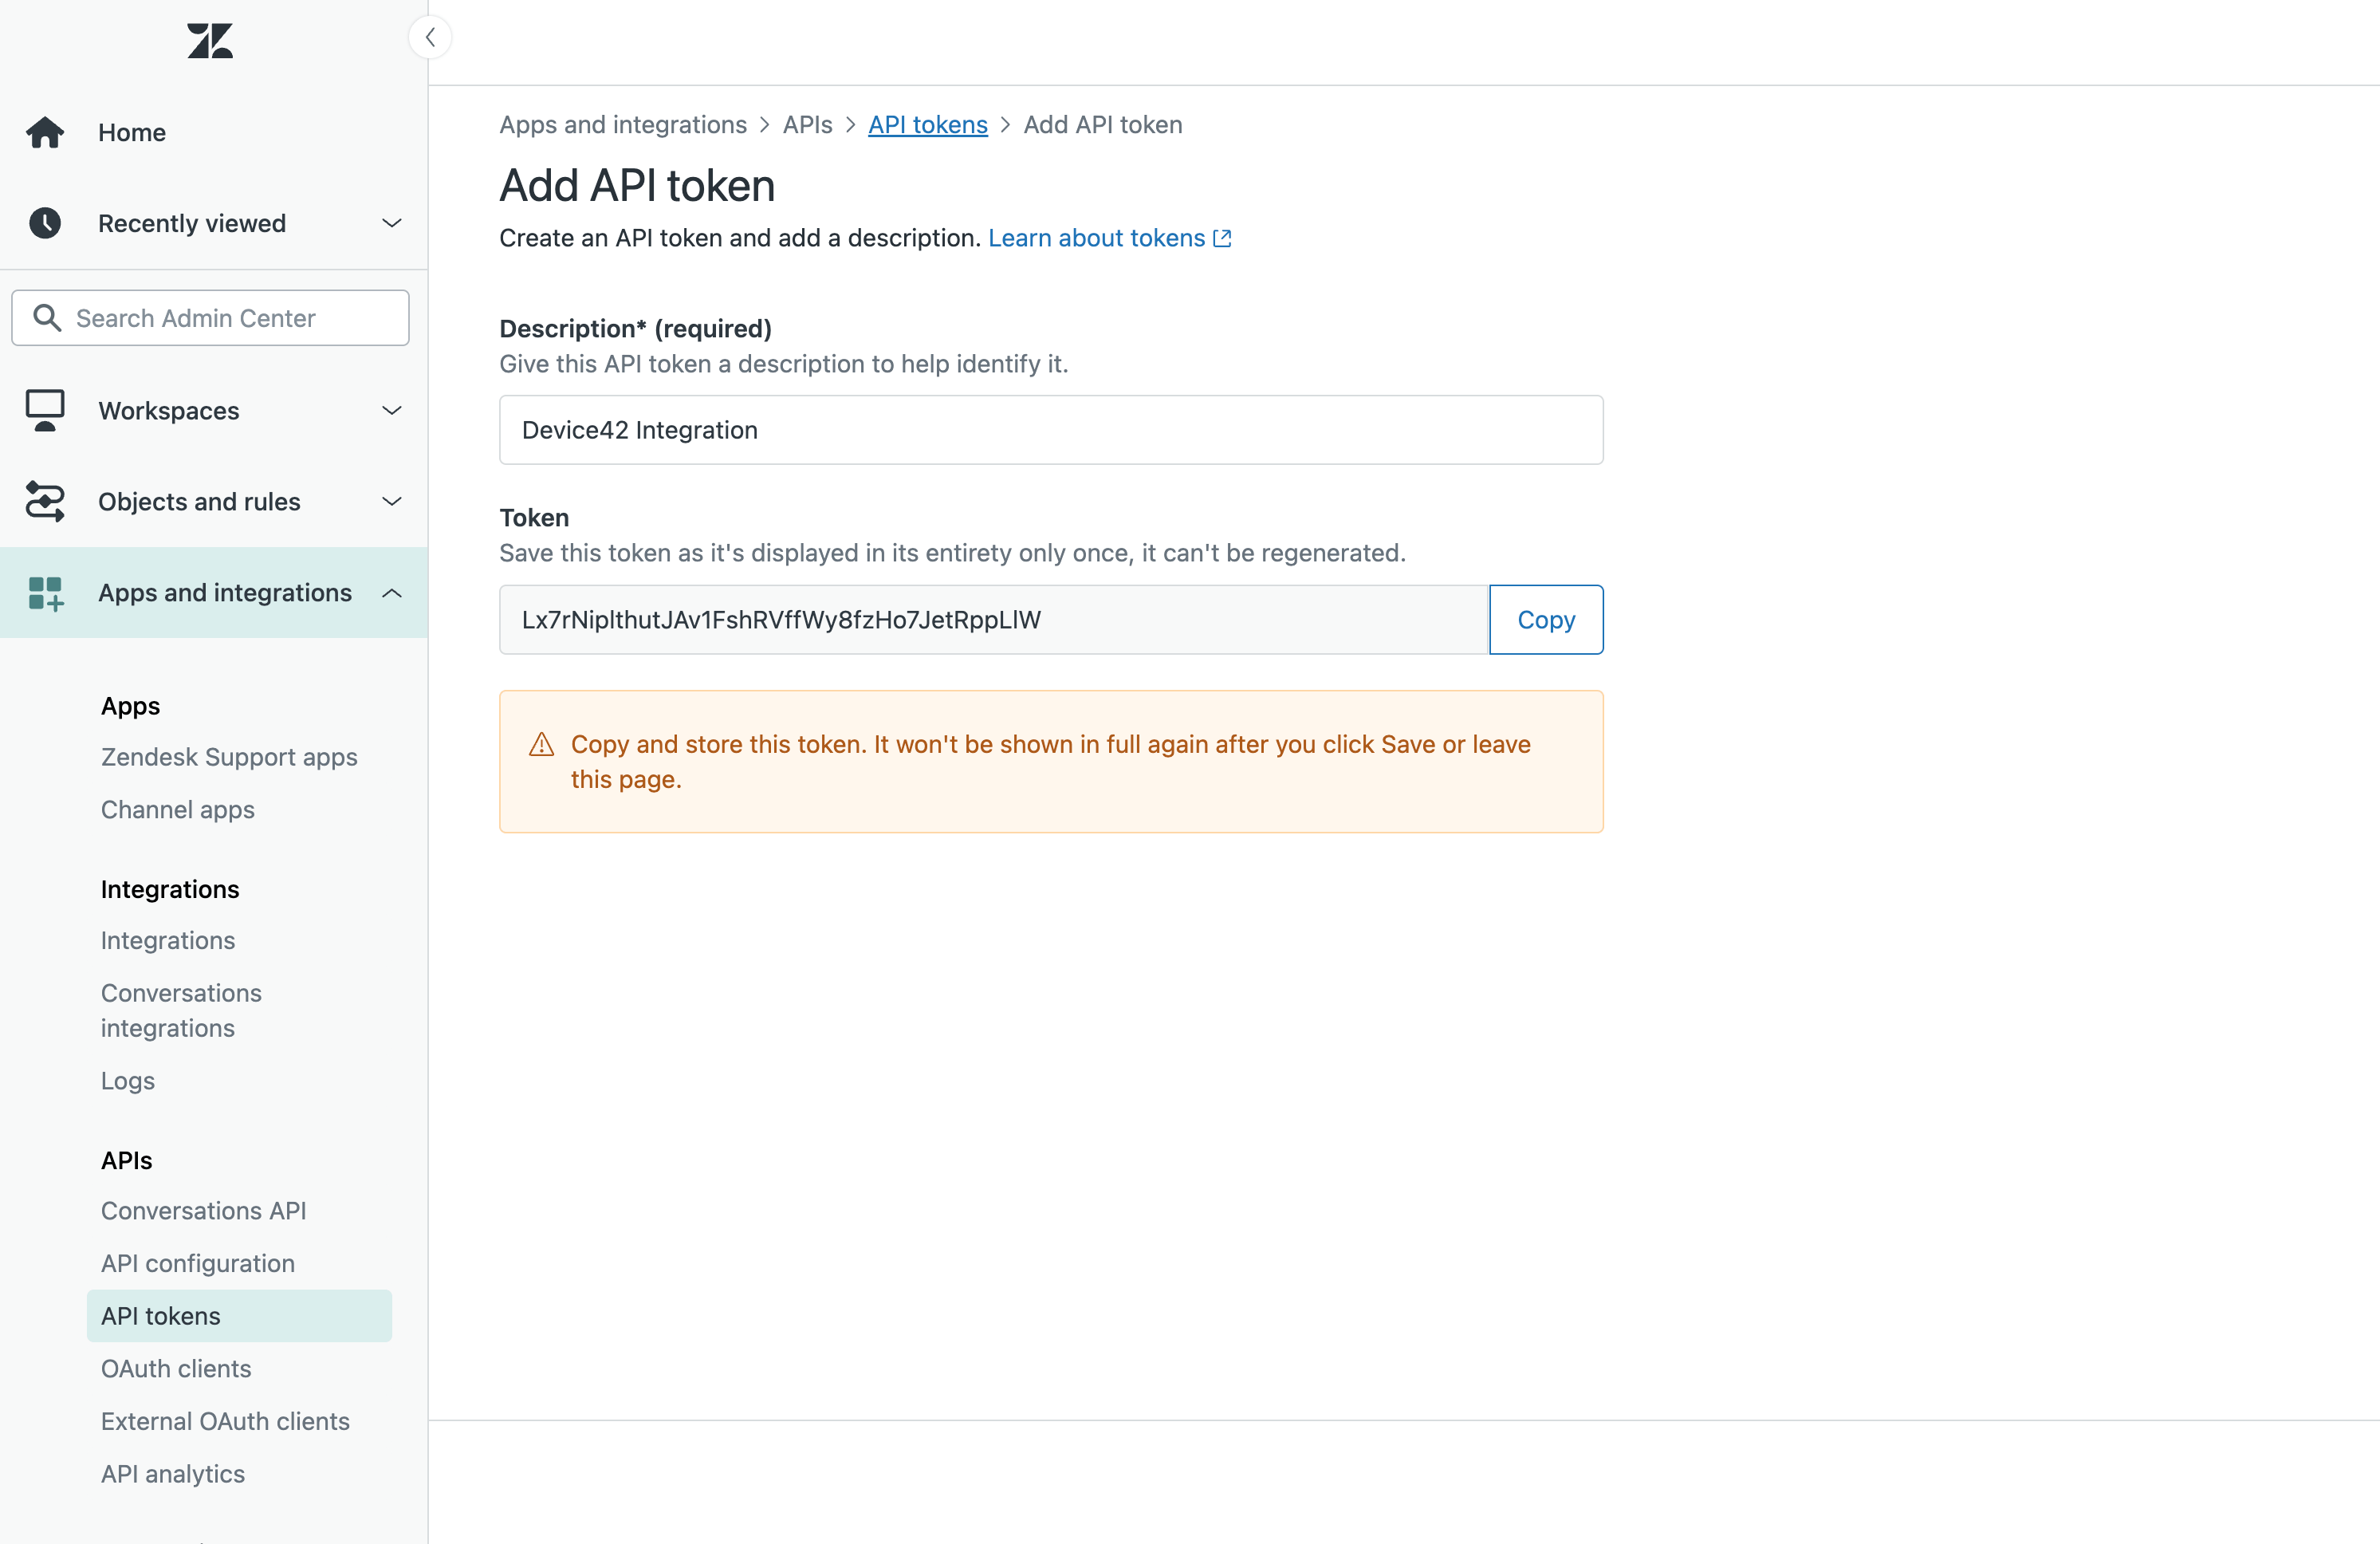 Home
Recently viewed
Search Admin Center
Workspaces
Objects and rules
Apps and integrations
Apps
Zendesk Support apps
Channel apps
Integrations
Integrations
Conversations
integrations
Logs
APIs
Conversations API
API configuration
API tokens
OAuth clients
External OAuth clients
API analytics
Apps and integrations > APIs > API tokens > Add API token
Add API token
Create an API token and add a description. Learn about tokens
Description* (required)
Give this API token a description to help identify it.
Device42 Integration
Token
Save this token as it's displayed in its entirety only once, it can't be regenerated.
Lx7rNiplthutJAv1FshRVffWy8fzHo7JetRppLlW
Copy
Copy and store this token. It won't be shown in full again after you click Save or leave
this page.